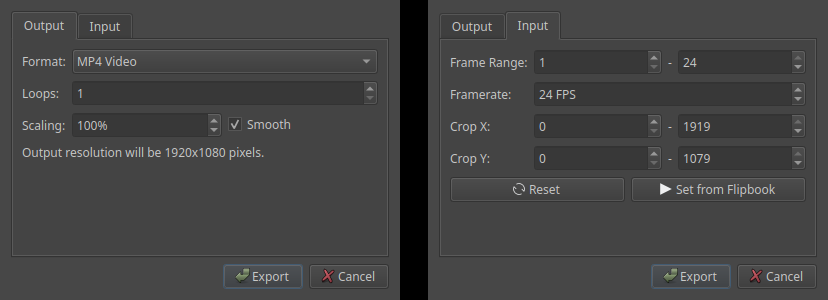 Output Input
Format: MP4 Video
Loops: 1
Scaling: 100% Smooth
Output resolution will be 1920x1080 pixels.
Export Cancel
Output Input
Frame Range: 1 - 24
Framerate: 24 FPS
Crop X: 0 - 1919
Crop Y: 0 - 1079
Reset Set from Flipbook
Export Cancel